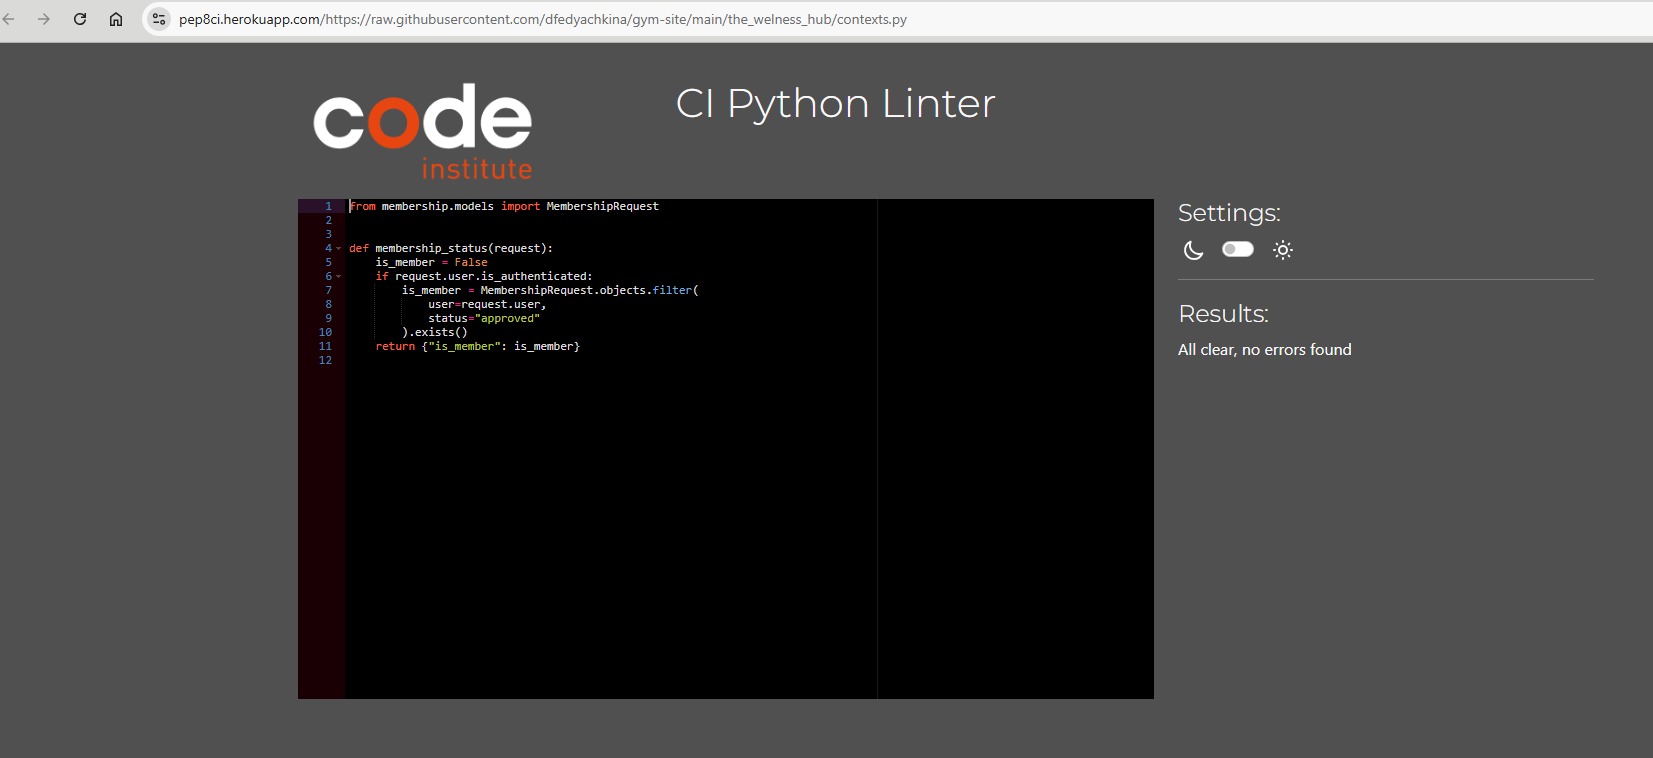 pep8ci.herokuapp.com/https://raw.githubusercontent.com/dfedyachkina/gym-site/main/the_welness_hub/contexts.py
code
institute
CI Python Linter
1 from membership.models import MembershipRequest
2
3
4 def membership_status(request):
5     is_member = False
6     if request.user.is_authenticated:
7         is_member = MembershipRequest.objects.filter(
8             user=request.user,
9             status="approved"
10         ).exists()
11     return {"is_member": is_member}
12
Settings:
Results:
All clear, no errors found